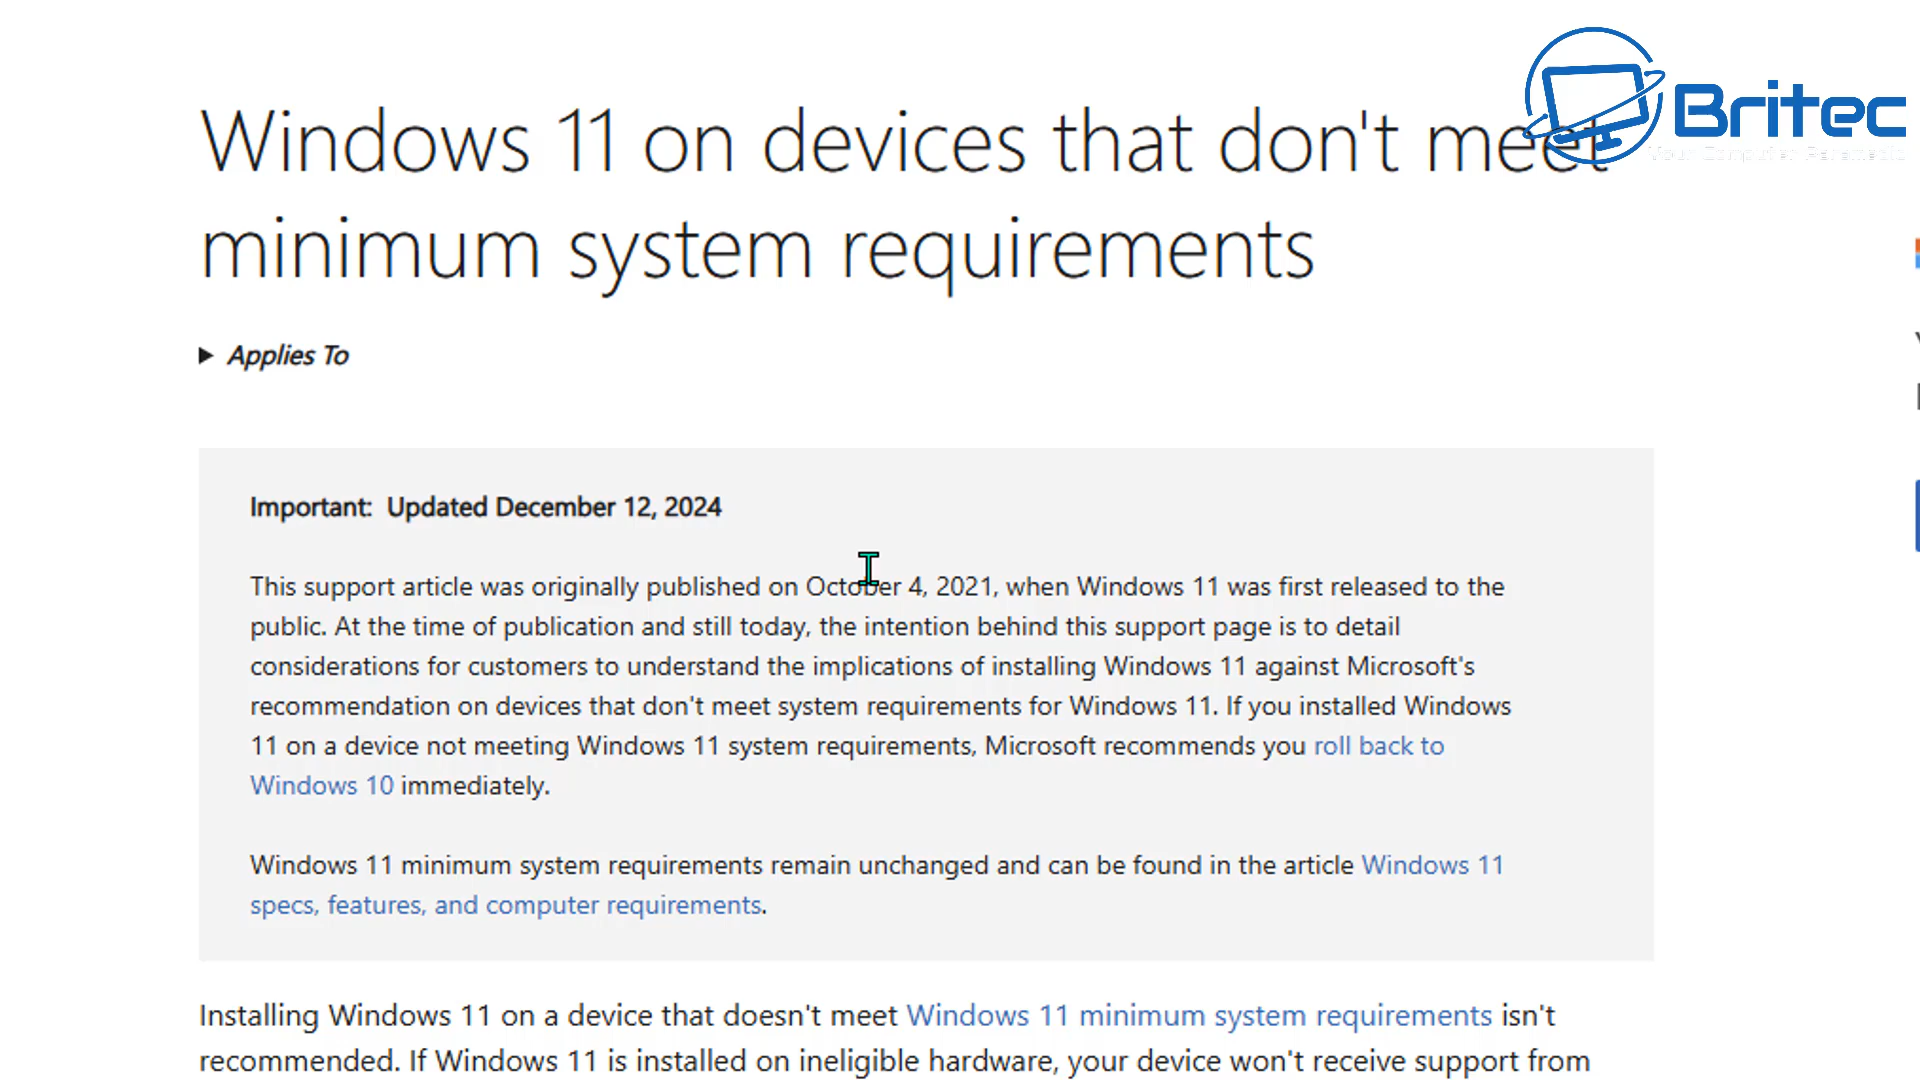 Britec
Your Computer Paramedic
Windows 11 on devices that don't meet
minimum system requirements
Applies To
Important: Updated December 12, 2024
This support article was originally published on October 4, 2021, when Windows 11 was first released to the
public. At the time of publication and still today, the intention behind this support page is to detail
considerations for customers to understand the implications of installing Windows 11 against Microsoft's
recommendation on devices that don't meet system requirements for Windows 11. If you installed Windows
11 on a device not meeting Windows 11 system requirements, Microsoft recommends you roll back to
Windows 10 immediately.
Windows 11 minimum system requirements remain unchanged and can be found in the article Windows 11
specs, features, and computer requirements.
Installing Windows 11 on a device that doesn't meet Windows 11 minimum system requirements isn't
recommended. If Windows 11 is installed on ineligible hardware, your device won't receive support from